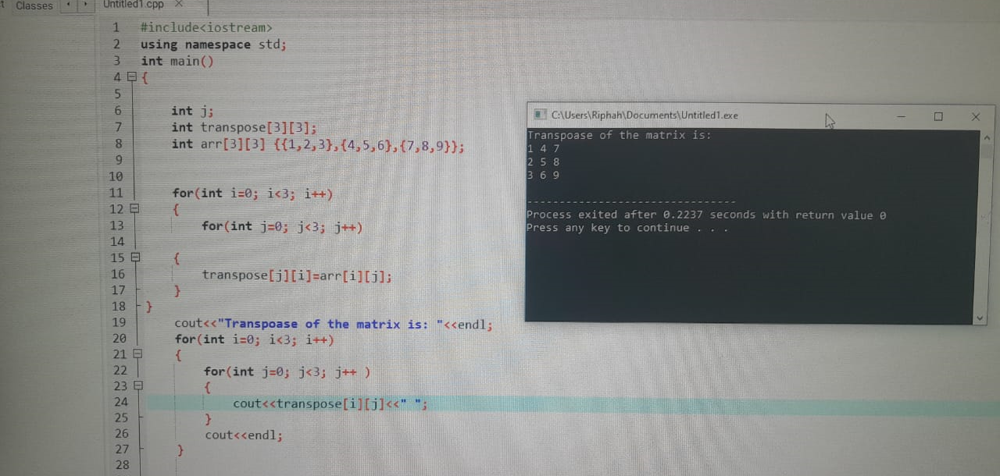 Classes
Untitled1.cpp
1 #include<iostream>
2 using namespace std;
3 int main()
4 {
5
6 int j;
7 int transpose[3][3];
8 int arr[3][3] {{1,2,3},{4,5,6},{7,8,9}};
9
10
11 for(int i=0; i<3; i++)
12 {
13 for(int j=0; j<3; j++)
14
15 {
16 transpose[j][i]=arr[i][j];
17 }
18 }
19 cout<<"Transpoase of the matrix is: "<<endl;
20 for(int i=0; i<3; i++)
21 {
22 for(int j=0; j<3; j++ )
23 {
24 cout<<transpose[i][j]<<" ";
25 }
26 cout<<endl;
27 }
28
C:\Users\Riphah\Documents\Untitled1.exe
Transpoase of the matrix is:
1 4 7
2 5 8
3 6 9
--------------------------------
Process exited after 0.2237 seconds with return value 0
Press any key to continue . . .